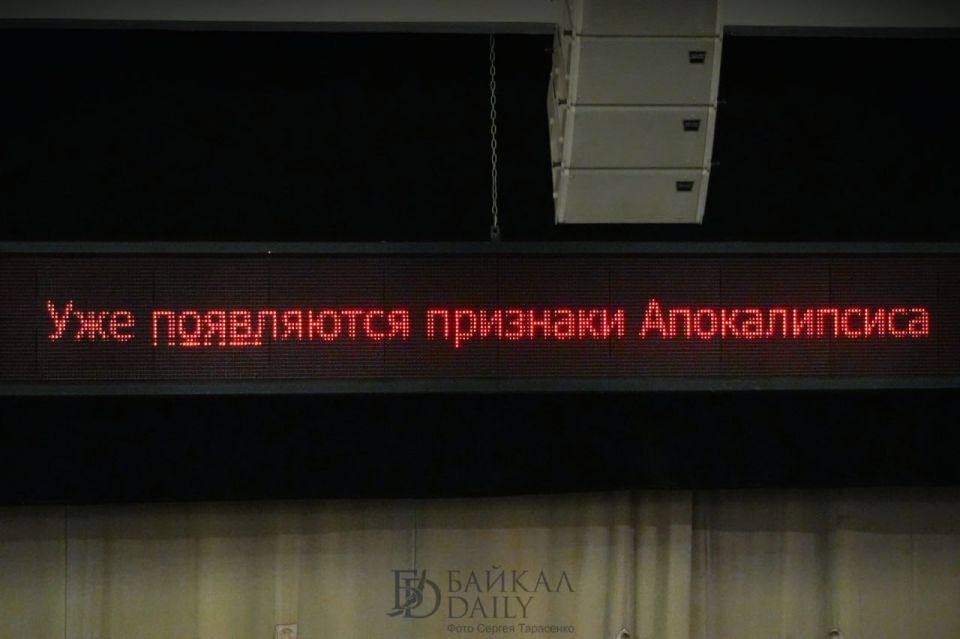 Уже появляются признаки Апокалипсиса
БАЙКАЛ
DAILY
Фото Сергея Тарасенко